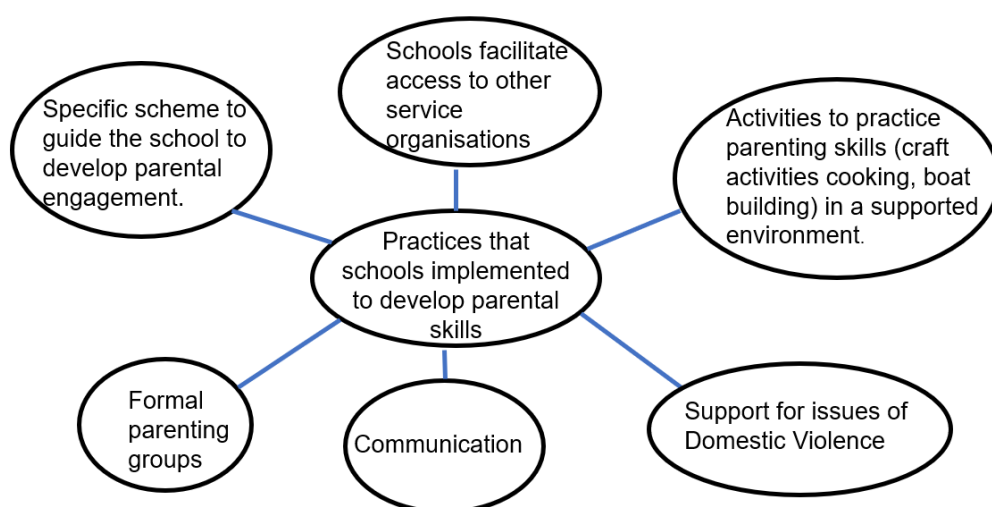 Schools facilitate
access to other
service
organisations
Specific scheme to
guide the school to
develop parental
engagement.
Activities to practice
parenting skills (craft
activities cooking, boat
building) in a supported
environment.
Practices that
schools implemented
to develop parental
skills
Formal
parenting
groups
Communication
Support for issues of
Domestic Violence